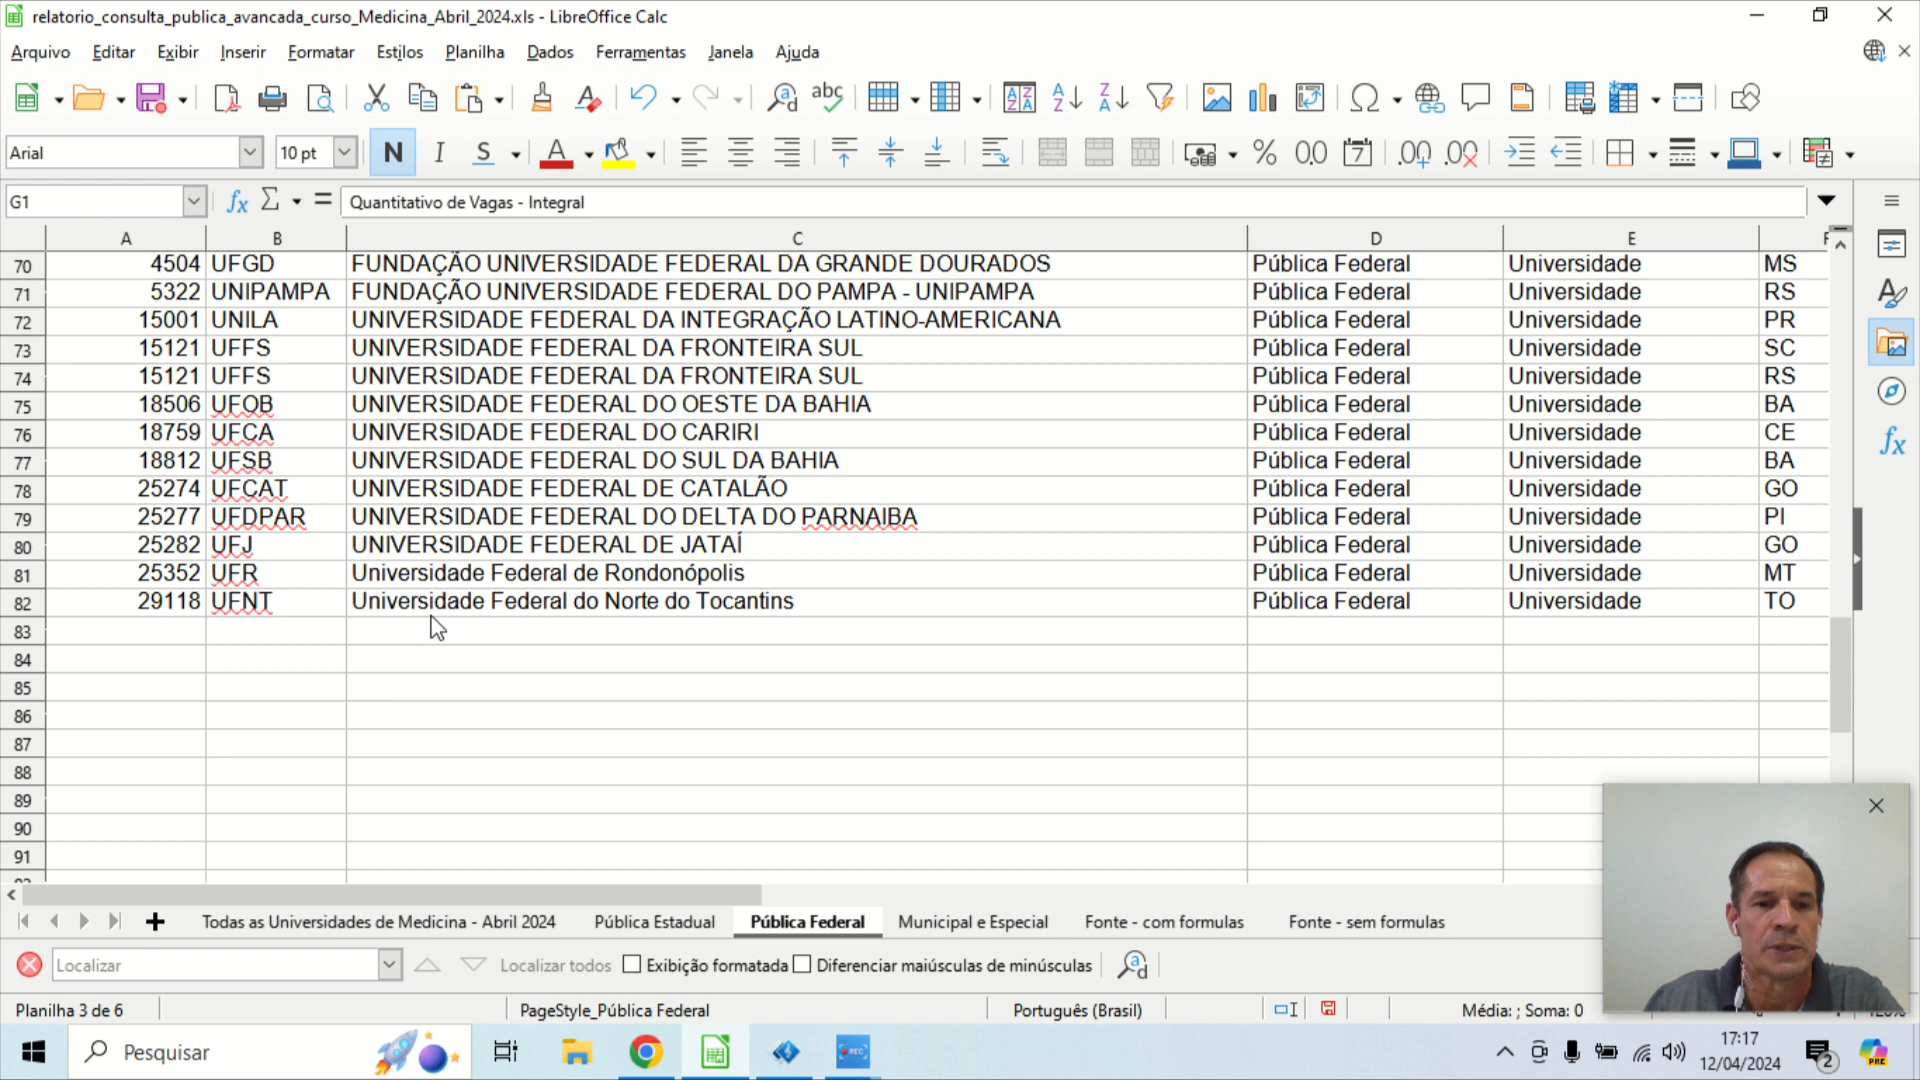 relatorio_consulta_publica_avancada_curso_Medicina_Abril_2024.xls - LibreOffice Calc
Arquivo Editar Exibir Inserir Formatar Estilos Planilha Dados Ferramentas Janela Ajuda
Arial 10 pt N I S
G1 Quantitativo de Vagas - Integral
A B C D E F
70 4504 UFGD FUNDAÇÃO UNIVERSIDADE FEDERAL DA GRANDE DOURADOS Pública Federal Universidade MS
71 5322 UNIPAMPA FUNDAÇÃO UNIVERSIDADE FEDERAL DO PAMPA - UNIPAMPA Pública Federal Universidade RS
72 15001 UNILA UNIVERSIDADE FEDERAL DA INTEGRAÇÃO LATINO-AMERICANA Pública Federal Universidade PR
73 15121 UFFS UNIVERSIDADE FEDERAL DA FRONTEIRA SUL Pública Federal Universidade SC
74 15121 UFFS UNIVERSIDADE FEDERAL DA FRONTEIRA SUL Pública Federal Universidade RS
75 18506 UFOB UNIVERSIDADE FEDERAL DO OESTE DA BAHIA Pública Federal Universidade BA
76 18759 UFCA UNIVERSIDADE FEDERAL DO CARIRI Pública Federal Universidade CE
77 18812 UFSB UNIVERSIDADE FEDERAL DO SUL DA BAHIA Pública Federal Universidade BA
78 25274 UFCAT UNIVERSIDADE FEDERAL DE CATALÃO Pública Federal Universidade GO
79 25277 UFDPAR UNIVERSIDADE FEDERAL DO DELTA DO PARNAIBA Pública Federal Universidade PI
80 25282 UFJ UNIVERSIDADE FEDERAL DE JATAÍ Pública Federal Universidade GO
81 25352 UFR Universidade Federal de Rondonópolis Pública Federal Universidade MT
82 29118 UFNT Universidade Federal do Norte do Tocantins Pública Federal Universidade TO
83
84
85
86
87
88
89
90
91
Todas as Universidades de Medicina - Abril 2024 Pública Estadual Pública Federal Municipal e Especial Fonte - com formulas Fonte - sem formulas
Localizar Localizar todos Exibição formatada Diferenciar maiúsculas de minúsculas
Planilha 3 de 6 PageStyle_Pública Federal Português (Brasil) Média: ; Soma: 0
Pesquisar 17:17
12/04/2024 2